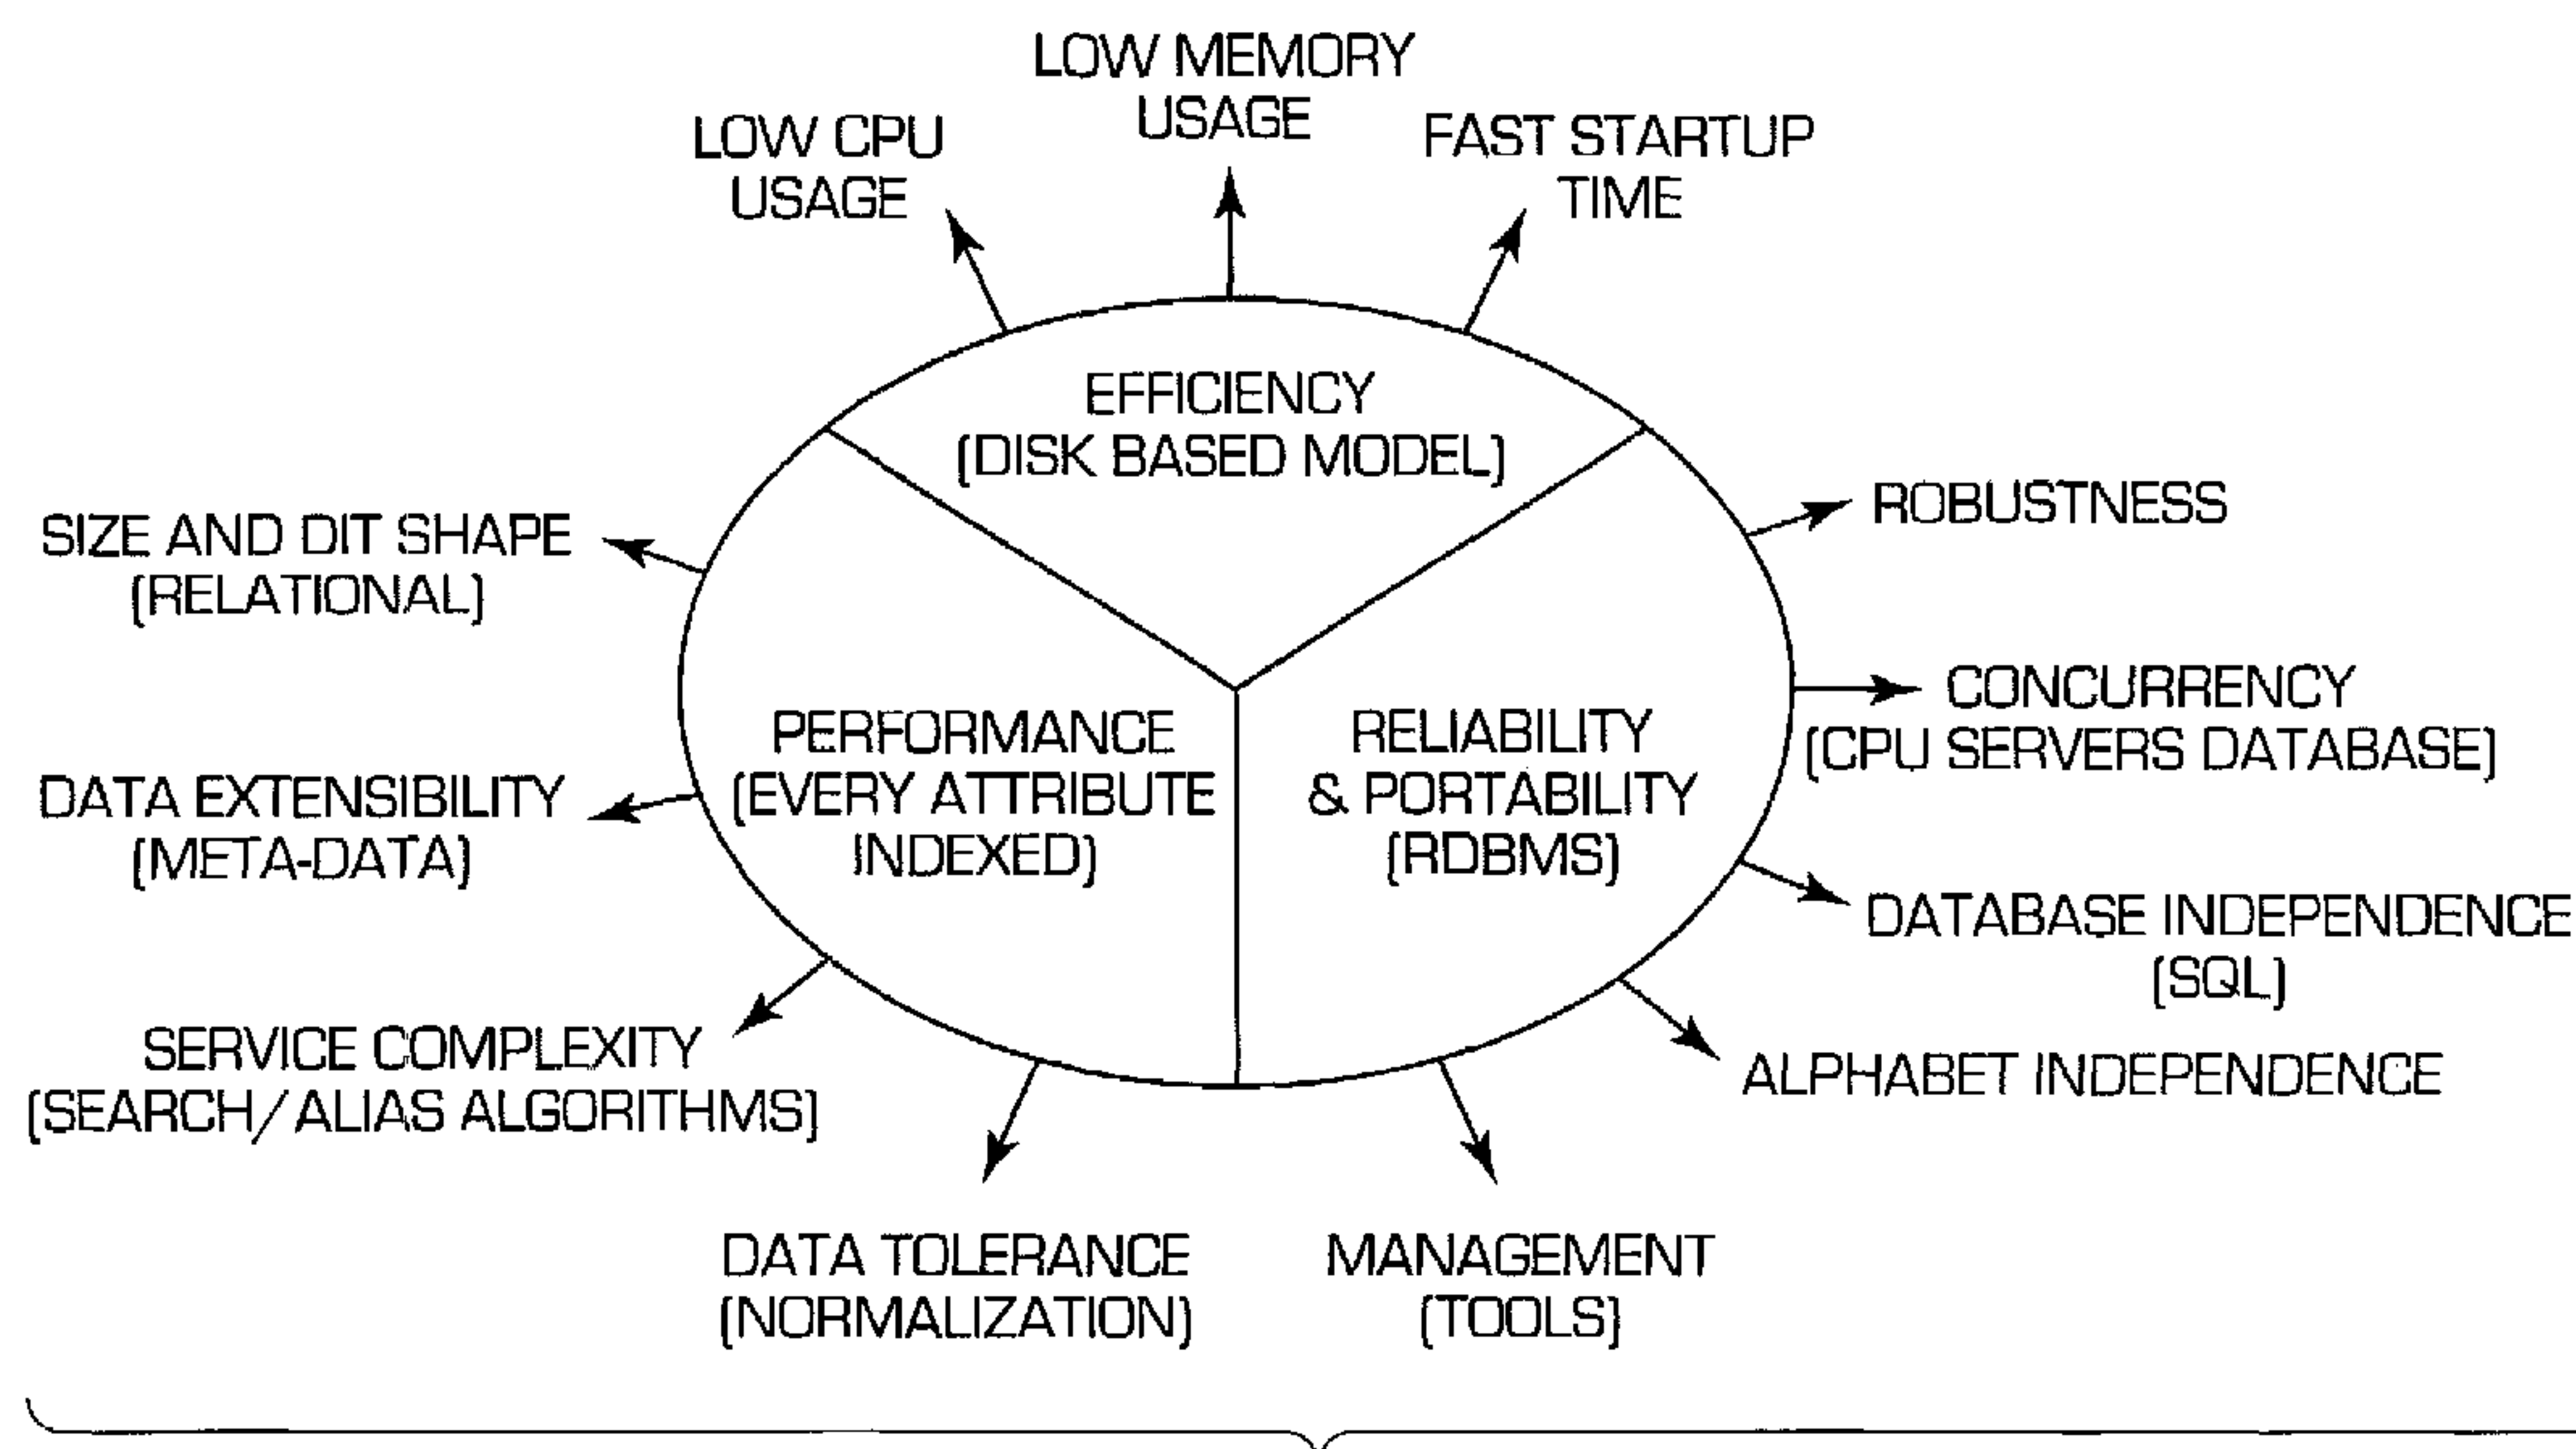 LOW MEMORY
USAGE
LOW CPU
USAGE
FAST STARTUP
TIME
EFFICIENCY
(DISK BASED MODEL)
SIZE AND DIT SHAPE
(RELATIONAL)
ROBUSTNESS
PERFORMANCE
(EVERY ATTRIBUTE
INDEXED)
RELIABILITY
& PORTABILITY
(RDBMS)
CONCURRENCY
(CPU SERVERS DATABASE)
DATA EXTENSIBILITY
(META-DATA)
DATABASE INDEPENDENCE
(SQL)
SERVICE COMPLEXITY
(SEARCH/ALIAS ALGORITHMS)
ALPHABET INDEPENDENCE
DATA TOLERANCE
(NORMALIZATION)
MANAGEMENT
(TOOLS)